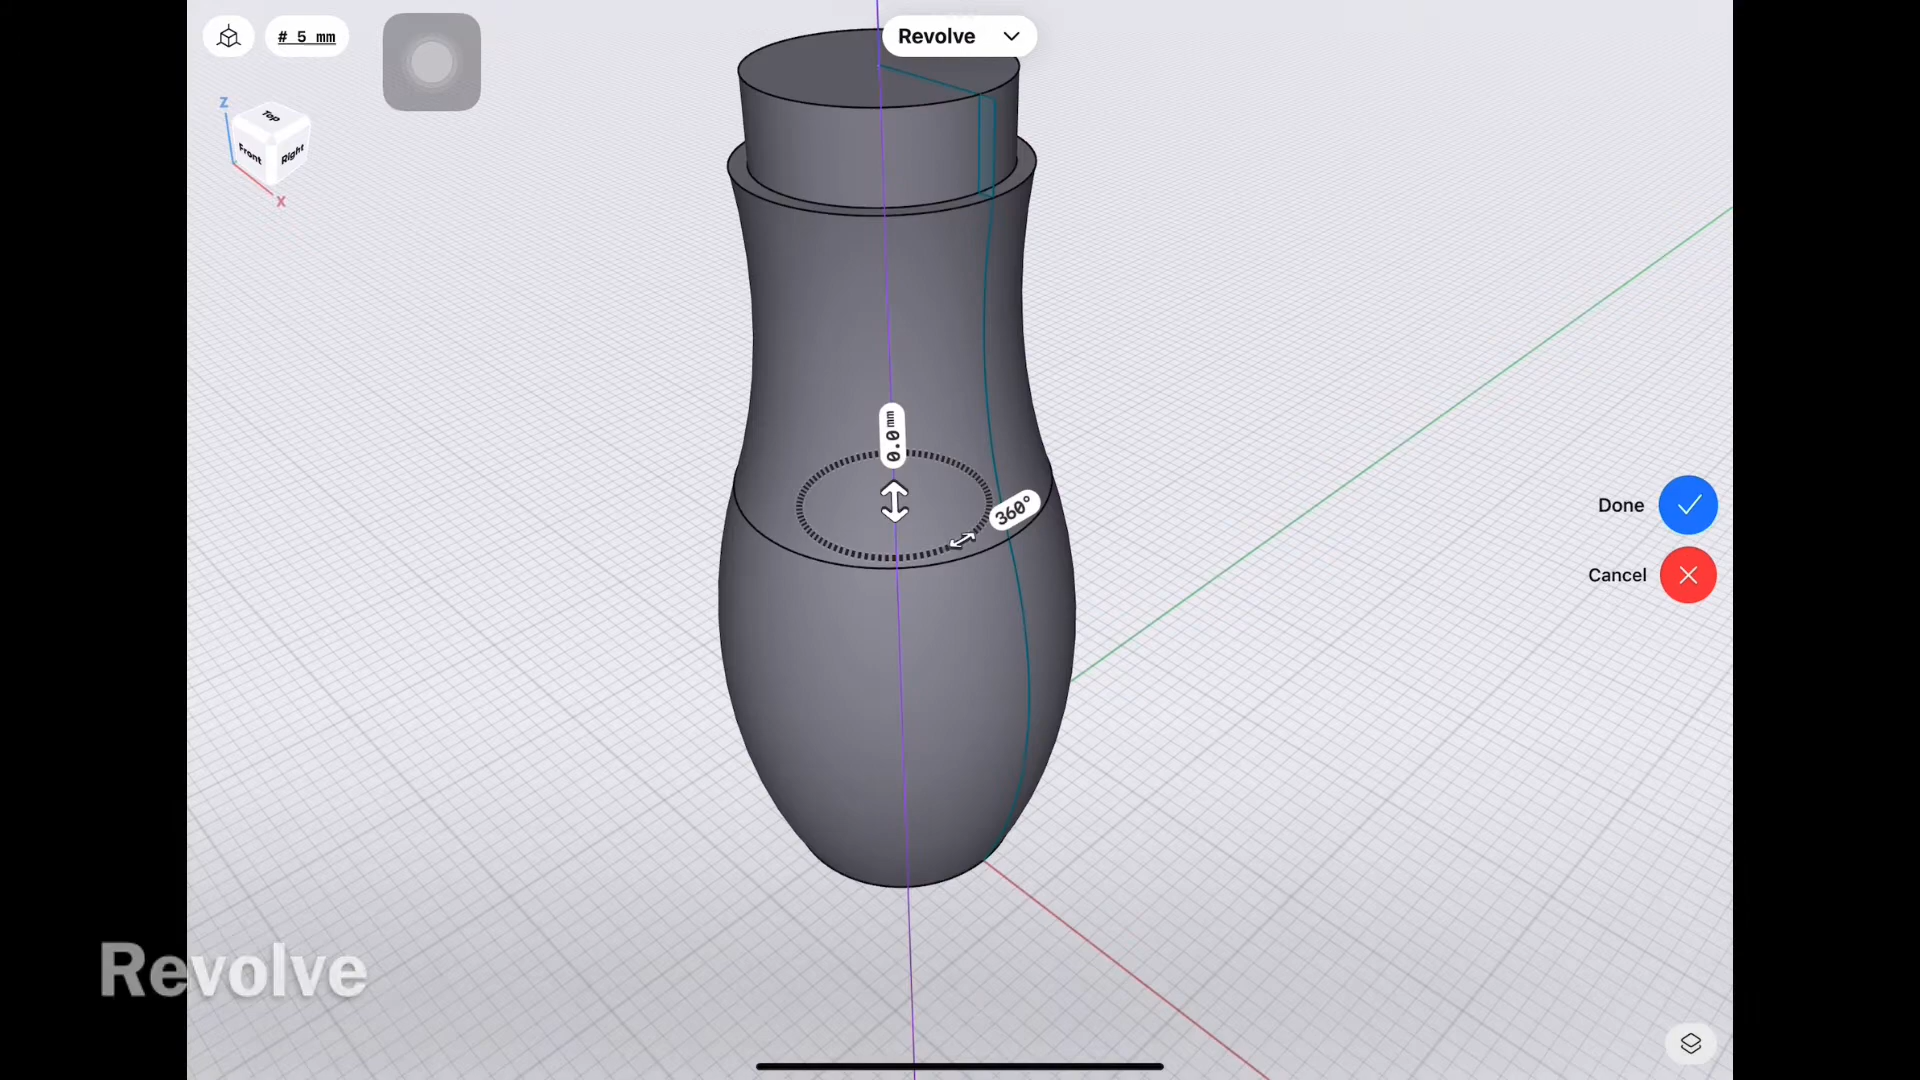 # 5 mm
Revolve
Z
Top
Front
Right
X
0.0 mm
360°
Done
Cancel
Revolve